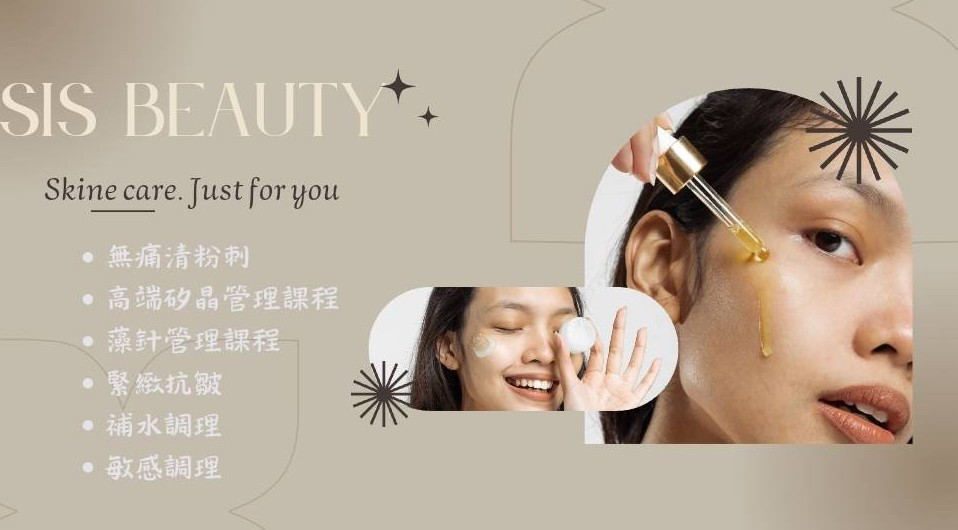 SIS BEAUTY
Skine care. Just for you
無痛清粉刺
高端矽晶管理課程
藻針管理課程
緊緻抗皺
補水調理
敏感調理